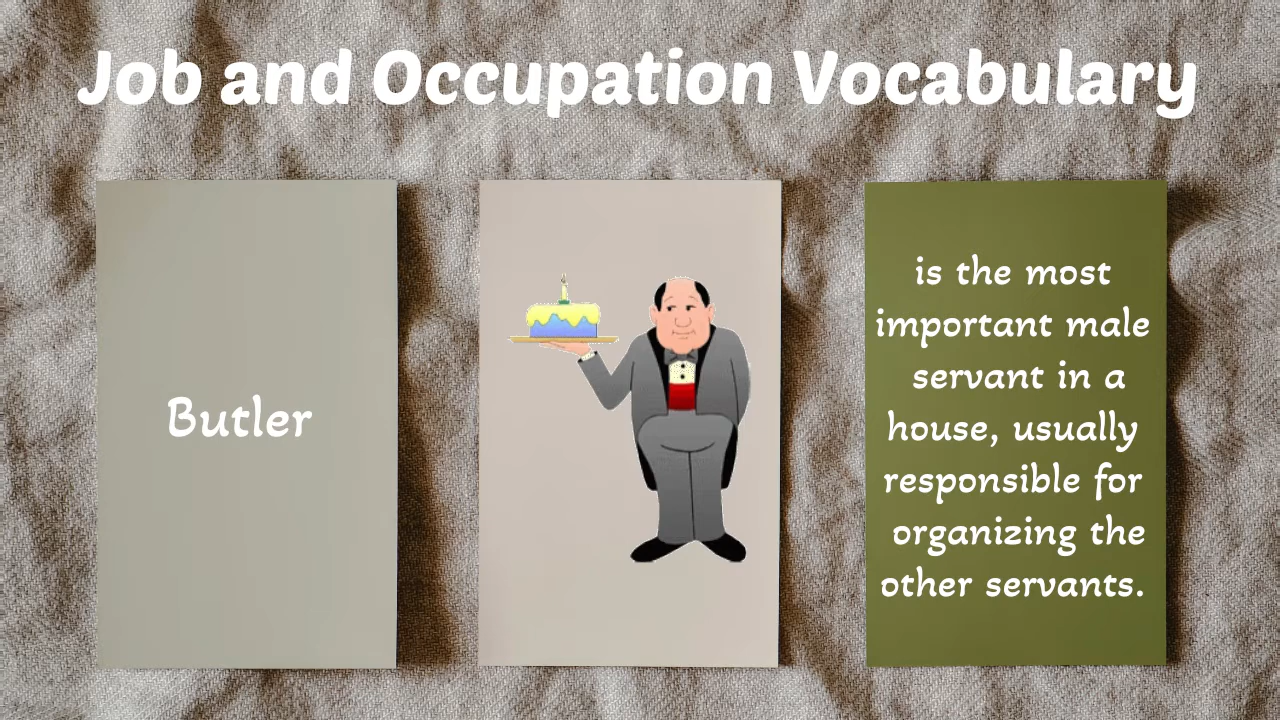 Job and Occupation Vocabulary
Butler
is the most
important male
servant in a
house, usually
responsible for
organizing the
other servants.